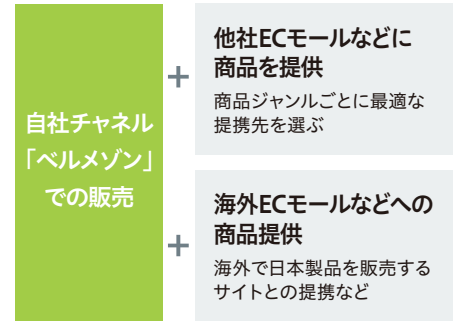 自社チャネル
「ベルメゾン」
での販売
+
他社ECモールなどに
商品を提供
商品ジャンルごとに最適な
提携先を選ぶ
+
海外ECモールなどへの
商品提供
海外で日本製品を販売する
サイトとの提携など